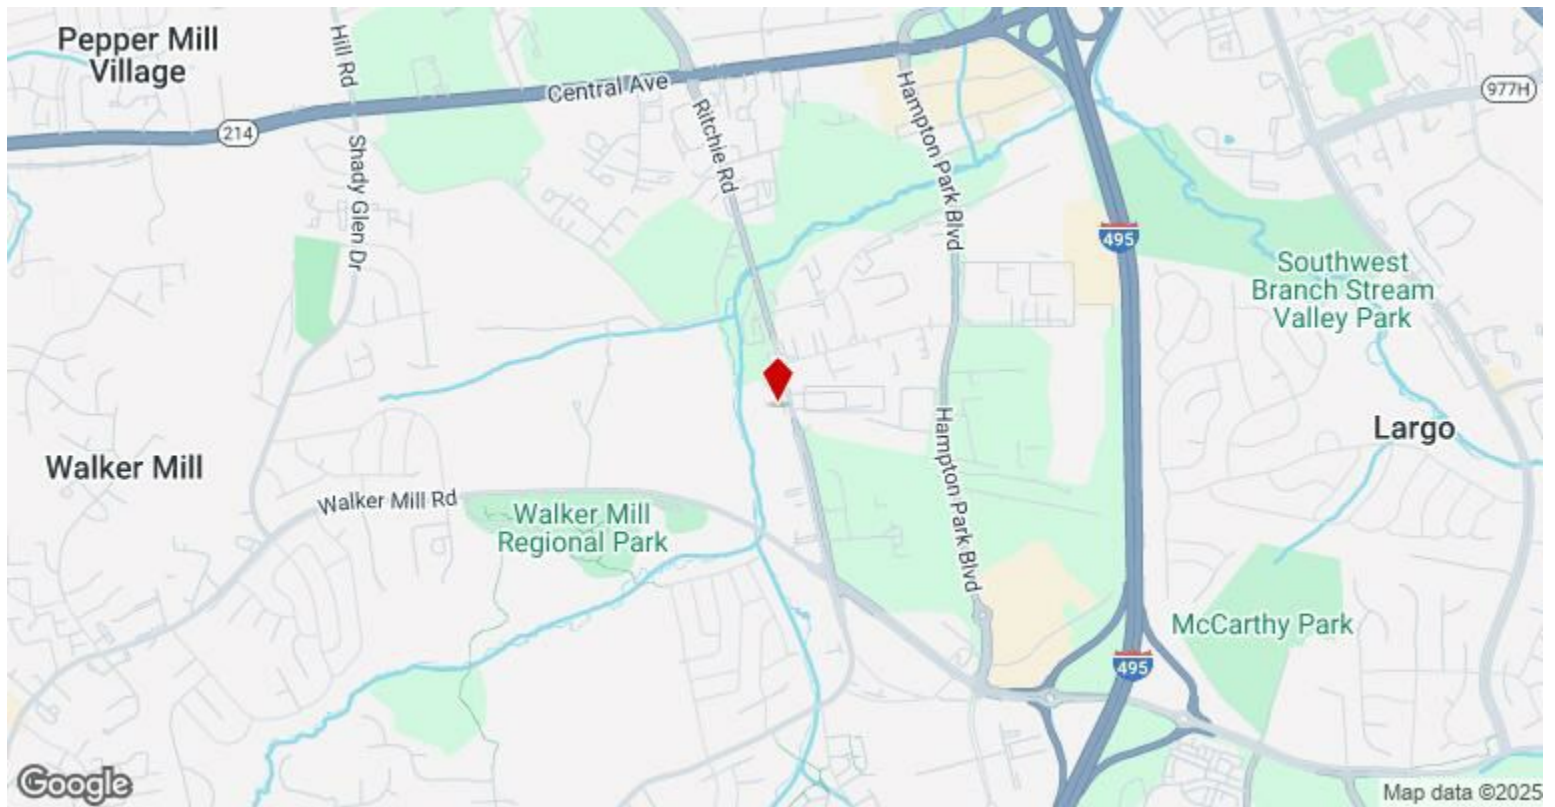 Pepper Mill
Village
Hill Rd
Central Ave
214
Ritchie Rd
Hampton Park Blvd
977H
Shady Glen Dr
495
Southwest
Branch Stream
Valley Park
Largo
Walker Mill
Walker Mill Rd
Walker Mill
Regional Park
Hampton Park Blvd
McCarthy Park
495
Google
Map data ©2025